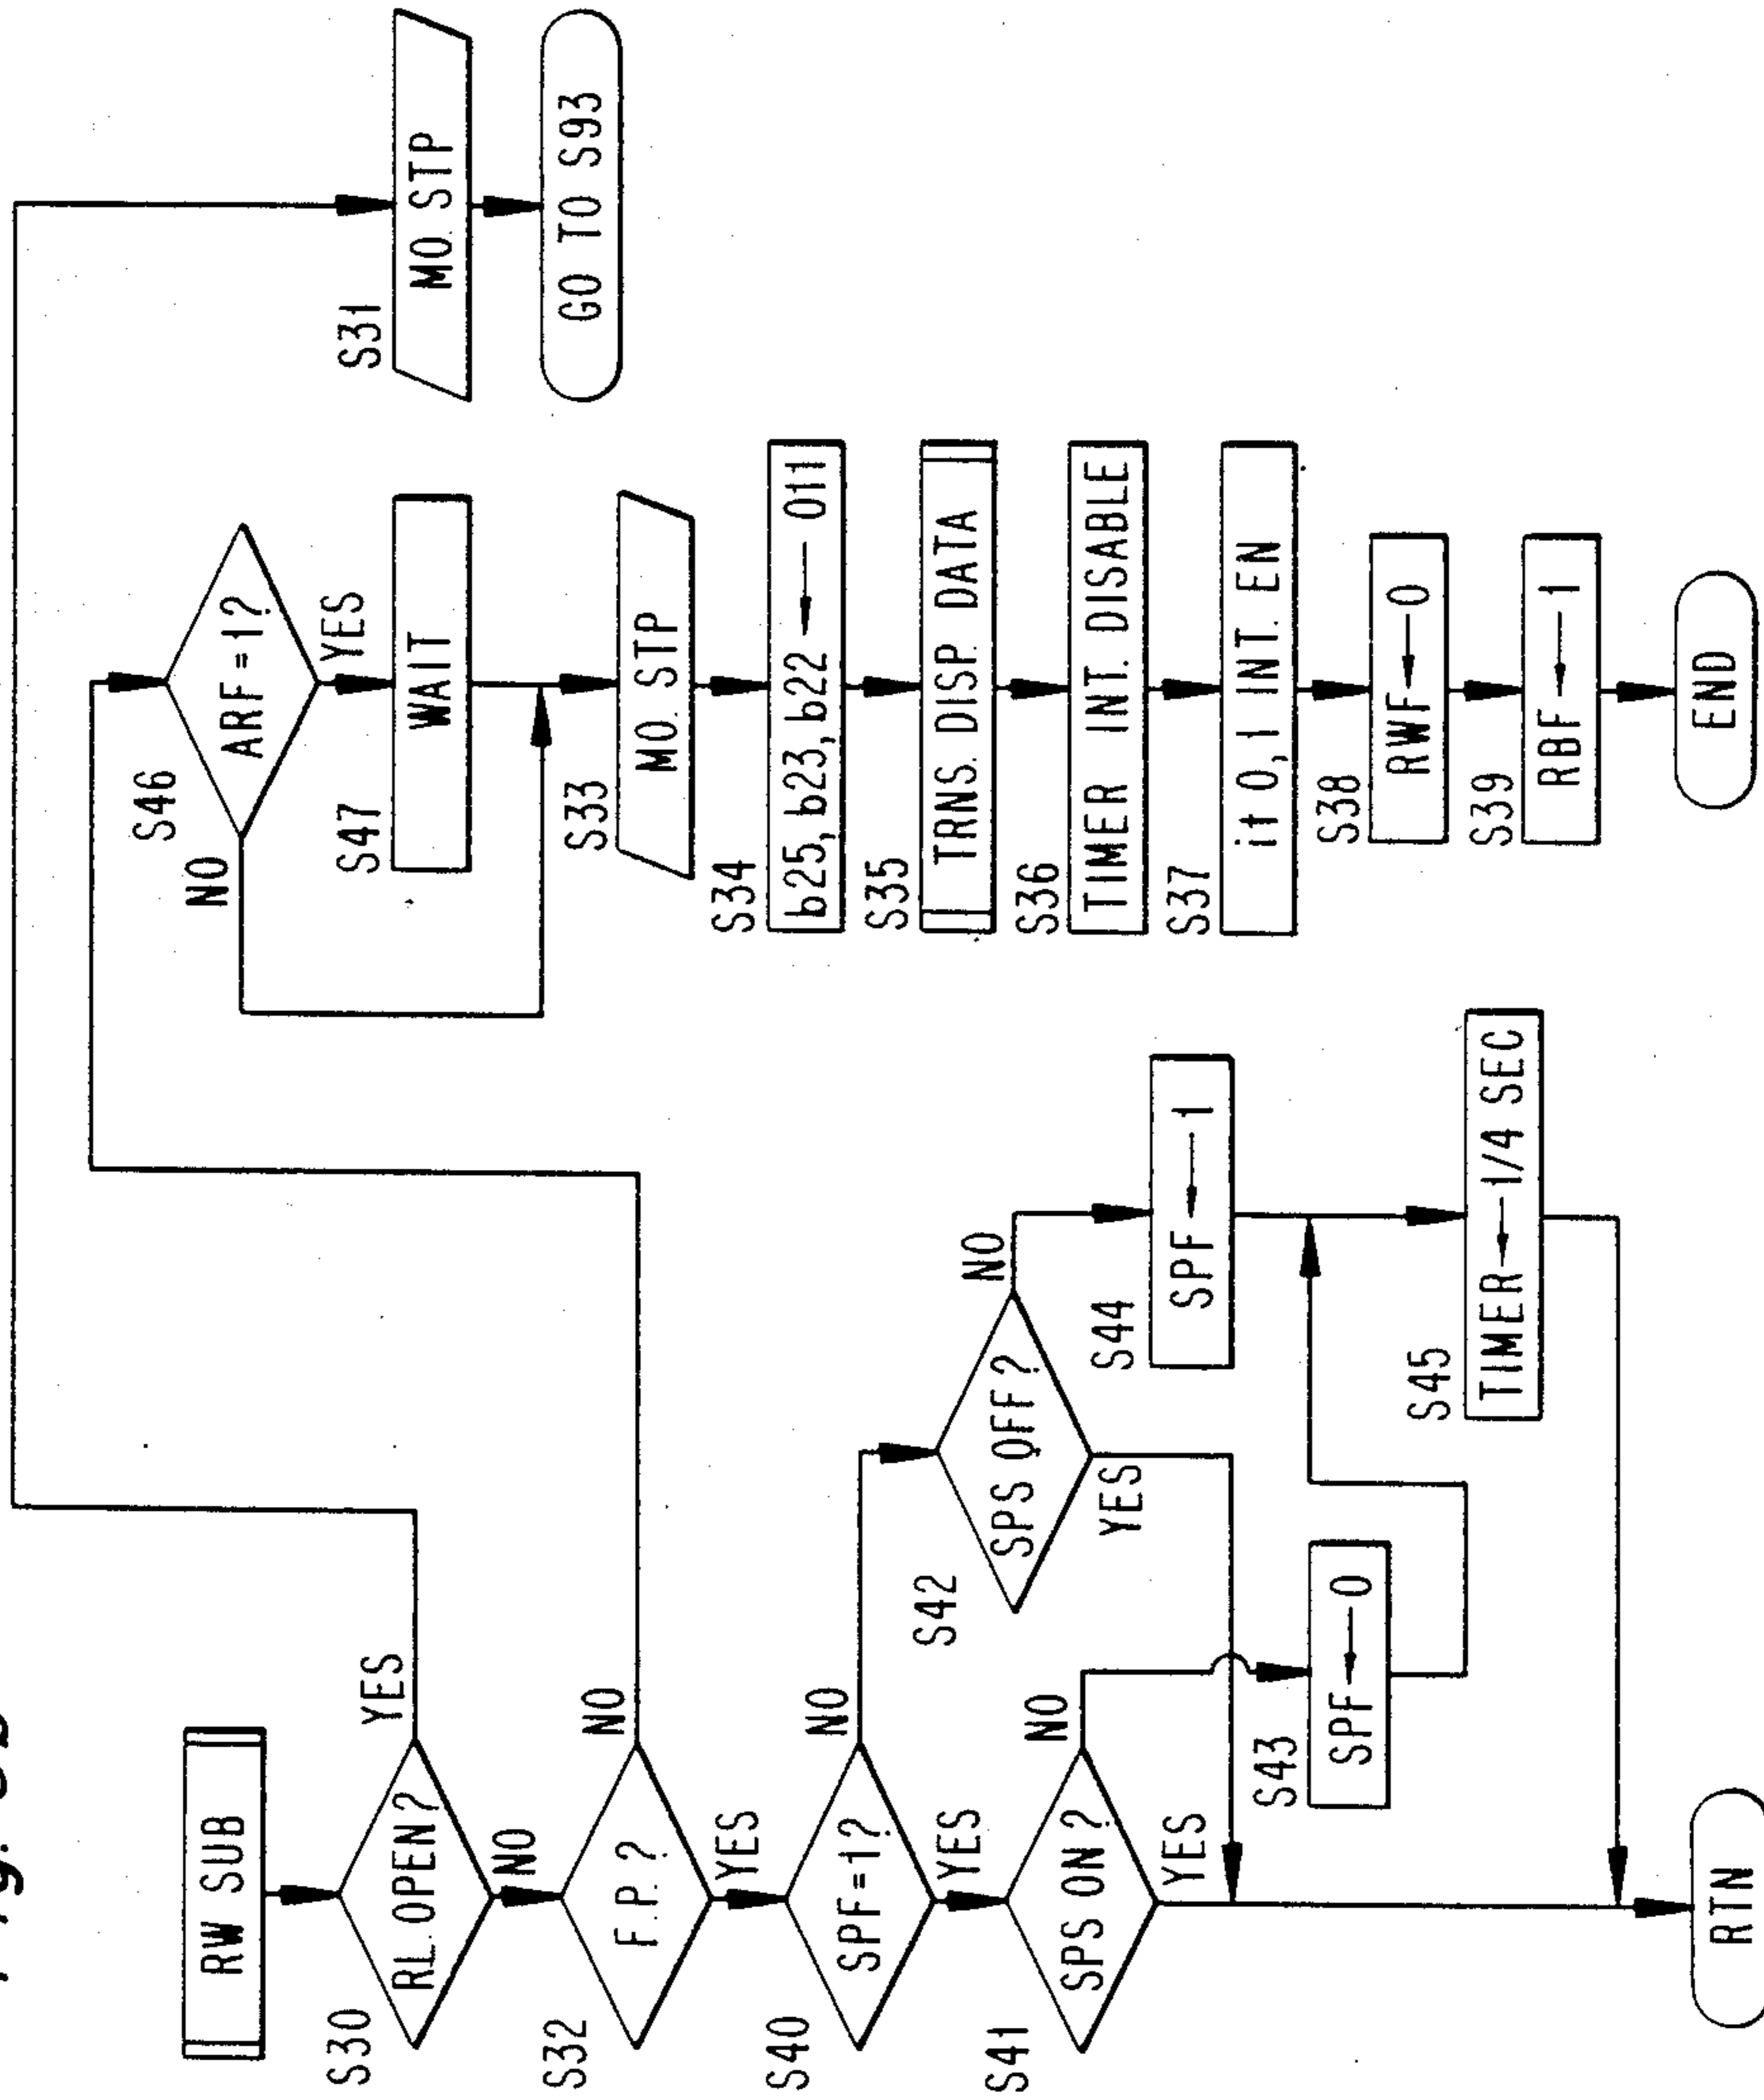 RW SUB
S30
RL. OPEN?
YES
NO
S32
F.P.?
NO
YES
S40
SPF=1?
NO
YES
S41
SPS ON?
NO
YES
RTN
S42
SPS OFF?
NO
YES
S43
SPF←0
S44
SPF←1
S45
TIMER←1/4 SEC
S46
ARF=1?
NO
YES
S47
WAIT
S33
MO. STP
S34
b25, b23, b22 ← 011
S35
TRNS. DISP. DATA
S36
TIMER INT. DISABLE
S37
it 0, 1 INT. EN
S38
RWF←0
S39
RBF←1
END
S31
MO. STP
GO TO S93